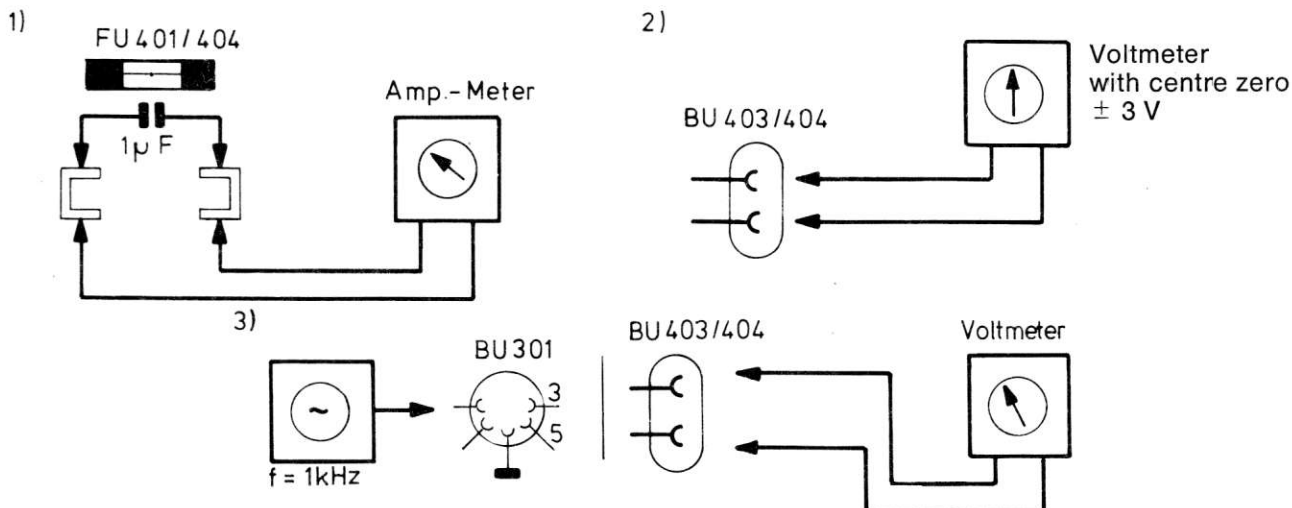 1)
FU 401/404
1µF
Amp.-Meter
2)
BU 403/404
Voltmeter
with centre zero
± 3 V
3)
f = 1kHz
~
BU 301
3
5
BU 403/404
Voltmeter